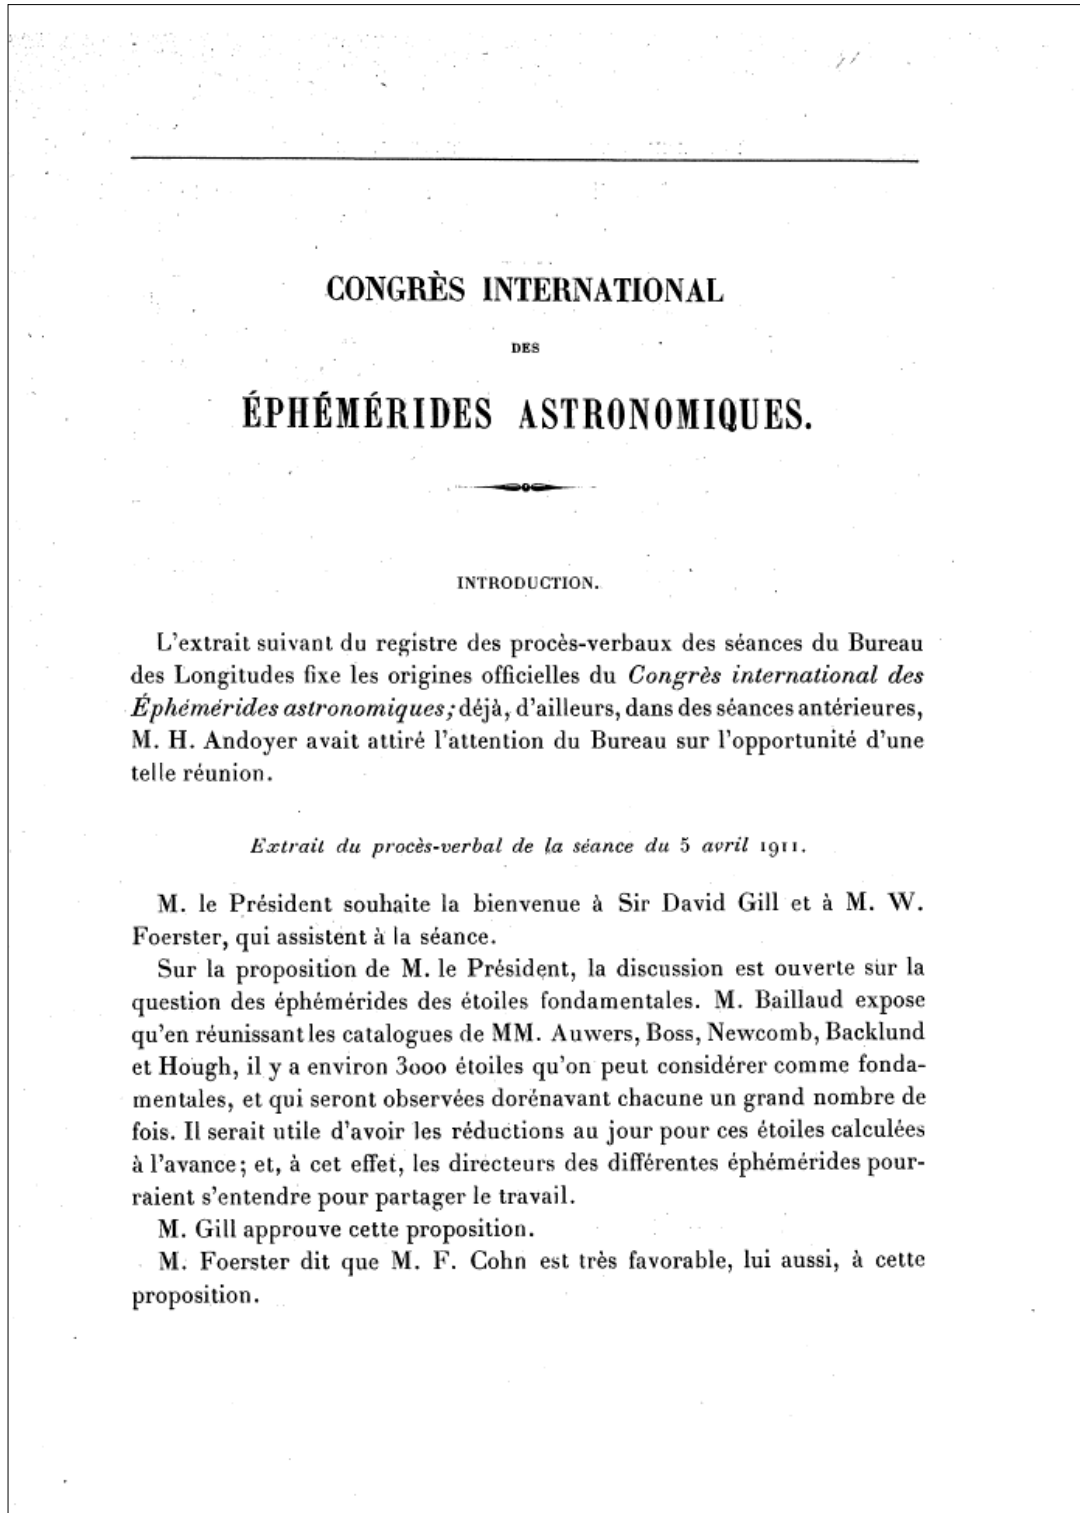 CONGRÈS INTERNATIONAL
DES
ÉPHÉMÉRIDES ASTRONOMIQUES.
INTRODUCTION.
L'extrait suivant du registre des procès-verbaux des séances du Bureau
des Longitudes fixe les origines officielles du Congrès international des
Éphémérides astronomiques; déjà, d'ailleurs, dans des séances antérieures,
M. H. Andoyer avait attiré l'attention du Bureau sur l'opportunité d'une
telle réunion.
Extrait du procès-verbal de la séance du 5 avril 1911.
M. le Président souhaite la bienvenue à Sir David Gill et à M. W.
Foerster, qui assistent à la séance.
Sur la proposition de M. le Président, la discussion est ouverte sur la
question des éphémérides des étoiles fondamentales. M. Baillaud expose
qu'en réunissant les catalogues de MM. Auwers, Boss, Newcomb, Backlund
et Hough, il y a environ 3000 étoiles qu'on peut considérer comme fonda-
mentales, et qui seront observées dorénavant chacune un grand nombre de
fois. Il serait utile d'avoir les réductions au jour pour ces étoiles calculées
à l'avance; et, à cet effet, les directeurs des différentes éphémérides pour-
raient s'entendre pour partager le travail.
M. Gill approuve cette proposition.
M. Foerster dit que M. F. Cohn est très favorable, lui aussi, à cette
proposition.